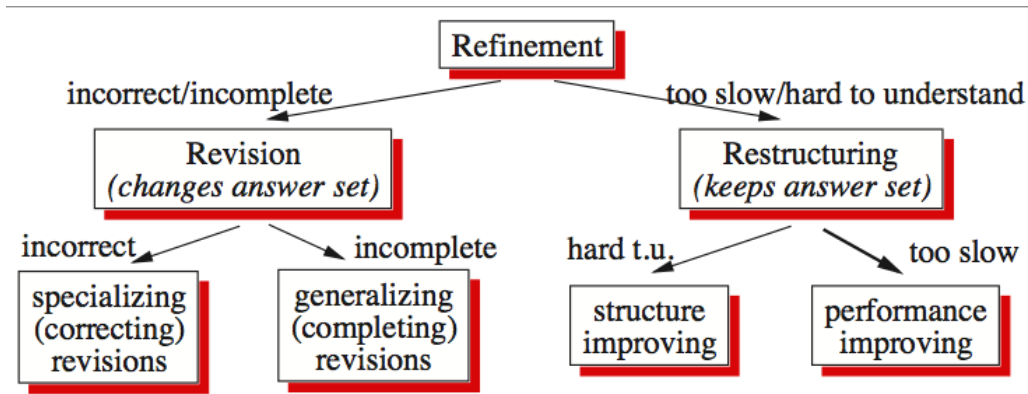 Refinement
incorrect/incomplete
too slow/hard to understand
Revision
(changes answer set)
Restructuring
(keeps answer set)
incorrect
incomplete
hard t.u.
too slow
specializing
(correcting)
revisions
generalizing
(completing)
revisions
structure
improving
performance
improving